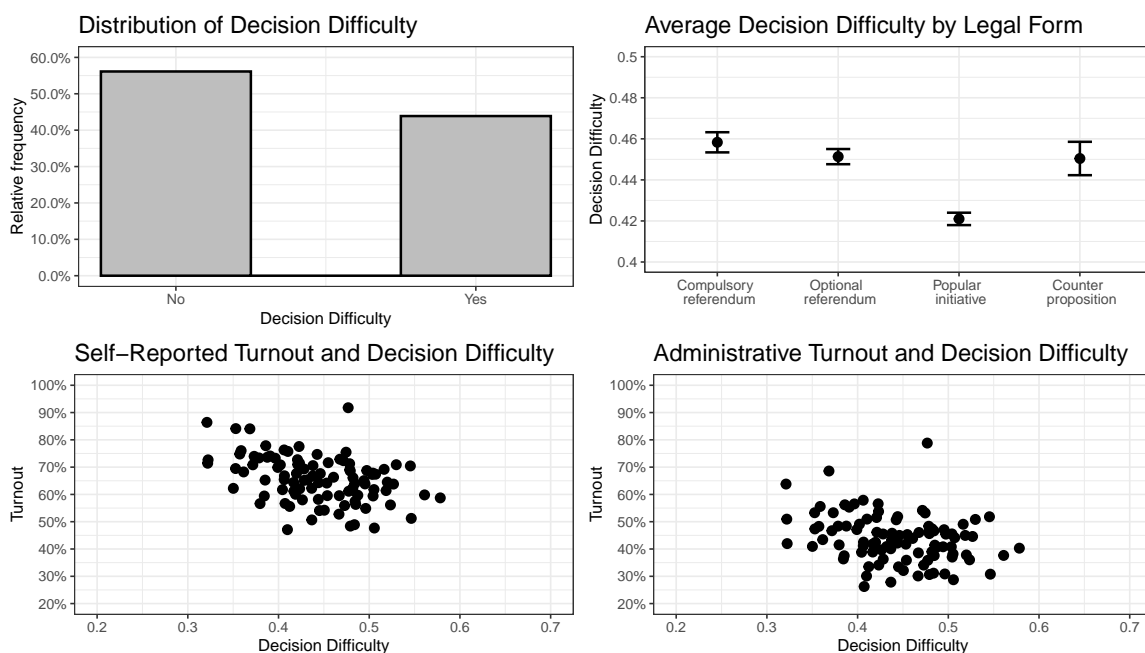 Distribution of Decision Difficulty
Relative frequency
60.0%
50.0%
40.0%
30.0%
20.0%
10.0%
0.0%
No Yes
Decision Difficulty
Average Decision Difficulty by Legal Form
Decision Difficulty
0.5
0.48
0.46
0.44
0.42
0.4
Compulsory Optional Popular Counter
referendum referendum initiative proposition
Self−Reported Turnout and Decision Difficulty
Turnout
100%
90%
80%
70%
60%
50%
40%
30%
20%
0.2 0.3 0.4 0.5 0.6 0.7
Decision Difficulty
Administrative Turnout and Decision Difficulty
Turnout
100%
90%
80%
70%
60%
50%
40%
30%
20%
0.2 0.3 0.4 0.5 0.6 0.7
Decision Difficulty